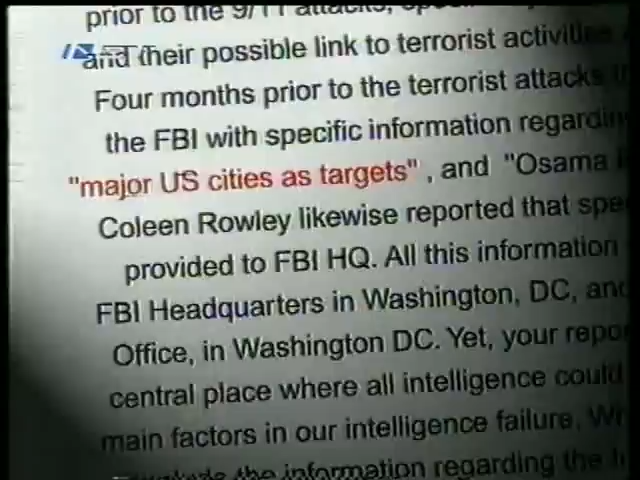 prior to the 9/11 attacks,
and their possible link to terrorist activities
Four months prior to the terrorist attacks
the FBI with specific information
"major US cities as targets" , and "Osama
Coleen Rowley likewise reported that
provided to FBI HQ. All this information
FBI Headquarters in Washington, DC, and
Office, in Washington DC. Yet, your
central place where all intelligence could
main factors in our intelligence failure.
the information regarding the